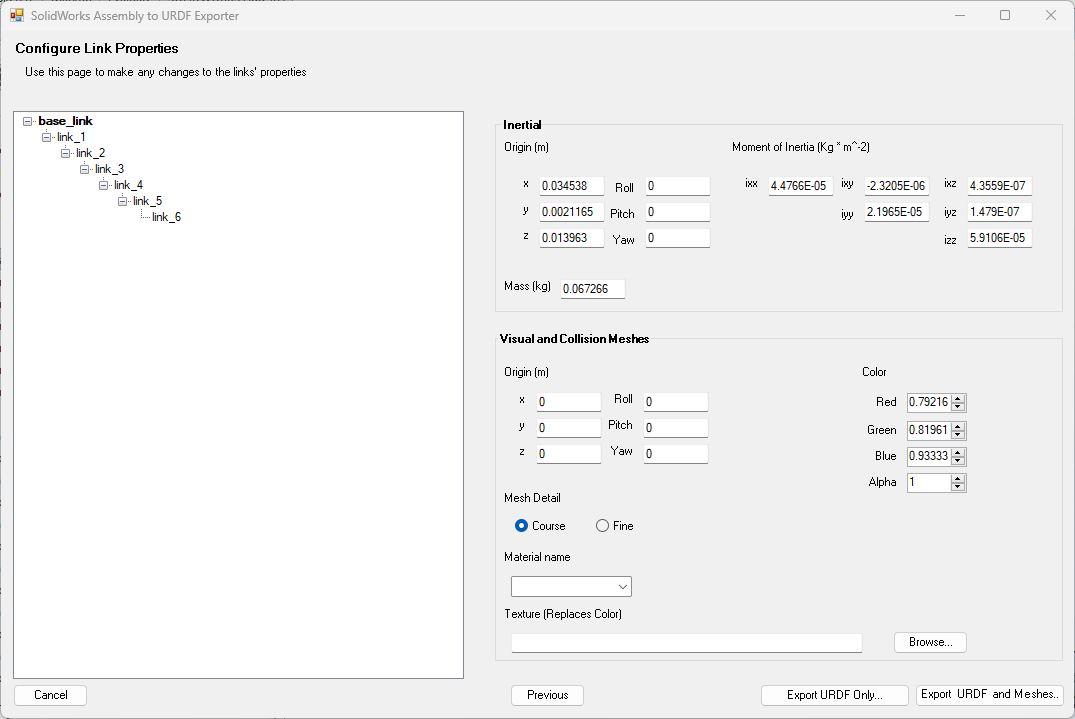 SolidWorks Assembly to URDF Exporter
Configure Link Properties
Use this page to make any changes to the links' properties
base_link
link_1
link_2
link_3
link_4
link_5
link_6
Inertial
Origin (m)
Moment of Inertia (Kg * m^-2)
x 0.034538 Roll 0
ixx 4.4766E-05 ixy -2.3205E-06 ixz 4.3559E-07
y 0.0021165 Pitch 0
iyy 2.1965E-05 iyz 1.479E-07
z 0.013963 Yaw 0
izz 5.9106E-05
Mass (kg) 0.067266
Visual and Collision Meshes
Origin (m)
Color
x 0 Roll 0
Red 0.79216
y 0 Pitch 0
Green 0.81961
z 0 Yaw 0
Blue 0.93333
Alpha 1
Mesh Detail
Course Fine
Material name
Texture (Replaces Color)
Browse...
Cancel
Previous
Export URDF Only...
Export URDF and Meshes..